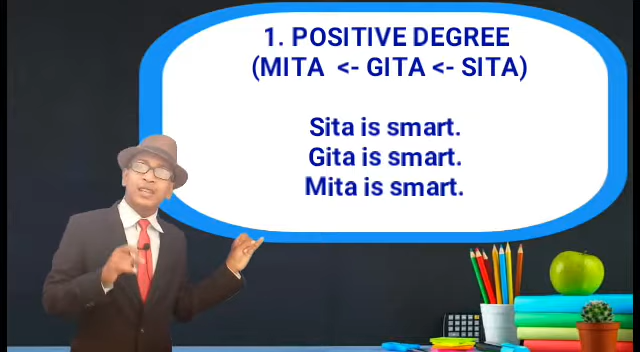 1. POSITIVE DEGREE
(MITA <- GITA <- SITA)
Sita is smart.
Gita is smart.
Mita is smart.